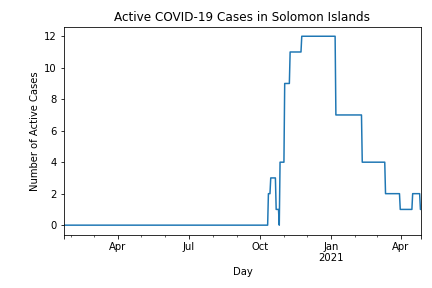 Active COVID-19 Cases in Solomon Islands
12
10
8
6
4
2
0
Number of Active Cases
Apr
Jul
Oct
Jan
2021
Apr
Day